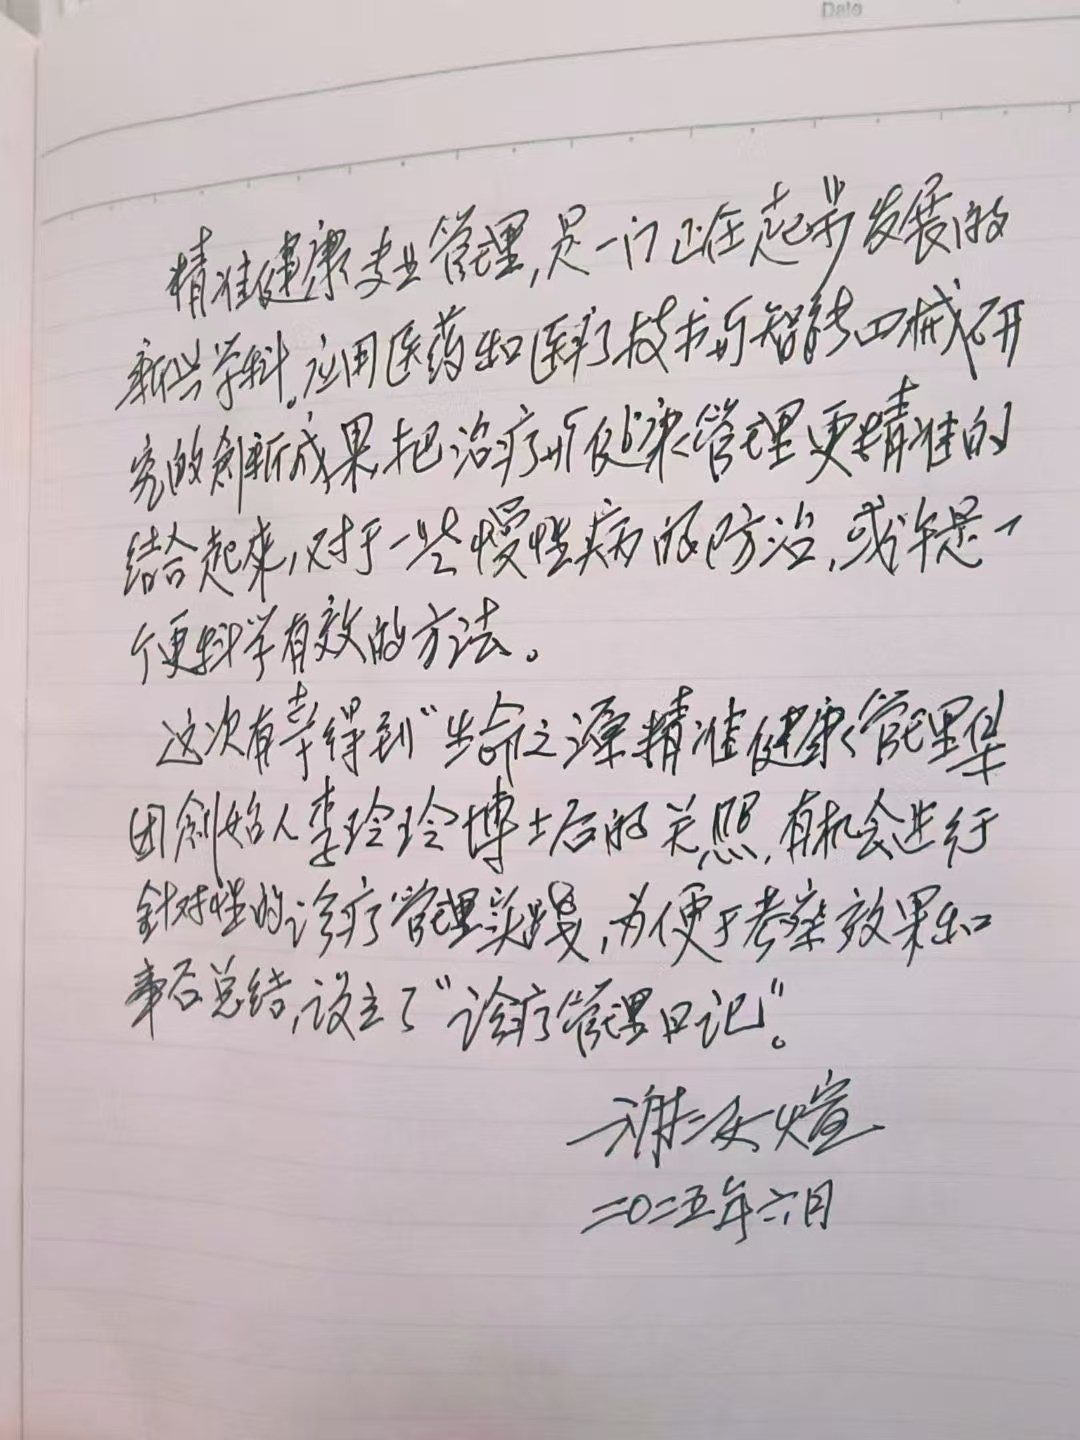 Date
精准健康专业管理,是一门正在起步发展的
新兴学科。应用医药和医疗技术与智能四械研
究的创新成果,把治疗与健康管理更精准的
结合起来,对于一些慢性病的防治,或许是一
个更科学有效的方法。
这次有幸得到“生命之源精准健康管理集
团创始人李玲玲博士后的关照,有机会进行
针对性的诊疗管理实践,为便于考察效果和
事后总结,设立了“诊疗管理日记”。
谢
二〇二五年六月